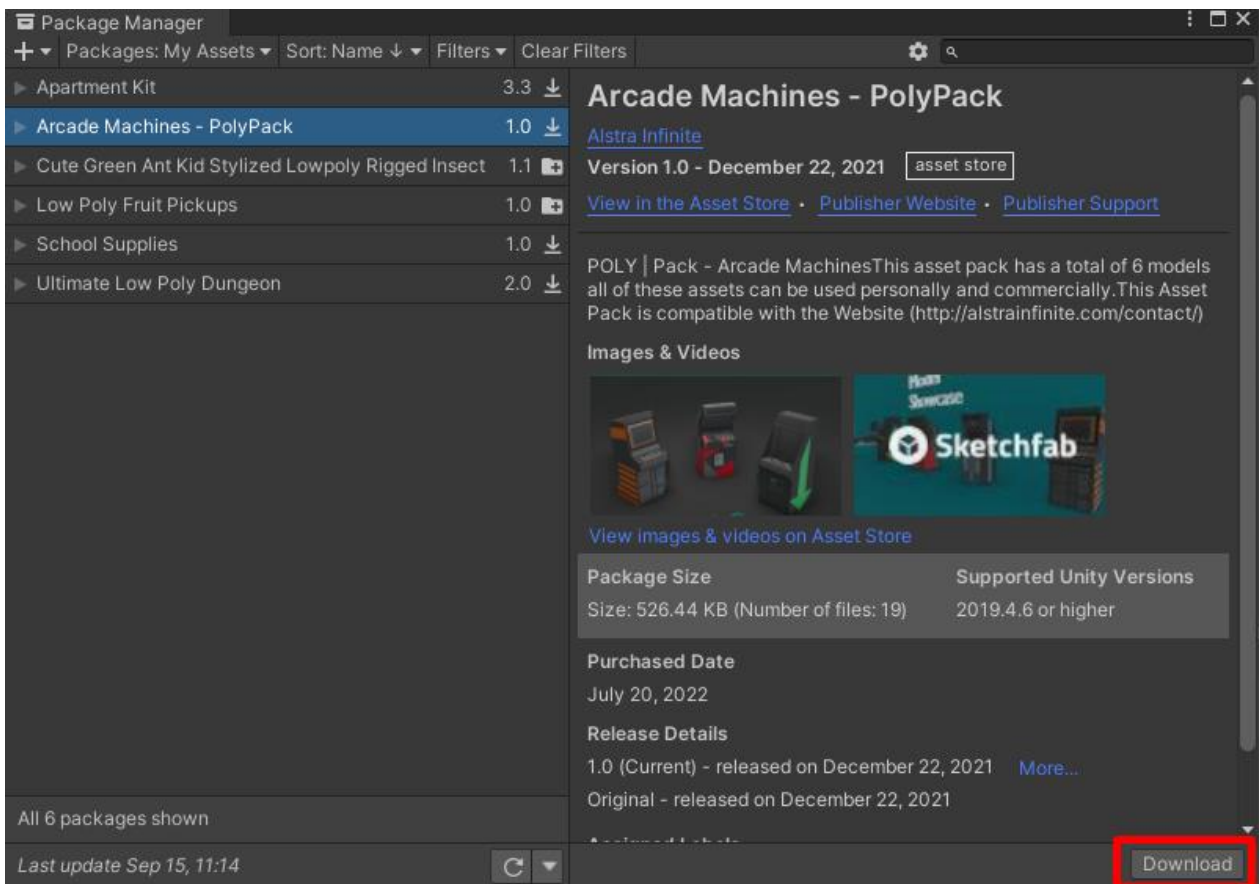 Package Manager
Packages: My Assets Sort: Name ↓ Filters Clear Filters
Apartment Kit 3.3
Arcade Machines - PolyPack 1.0
Cute Green Ant Kid Stylized Lowpoly Rigged Insect 1.1
Low Poly Fruit Pickups 1.0
School Supplies 1.0
Ultimate Low Poly Dungeon 2.0
All 6 packages shown
Last update Sep 15, 11:14
Arcade Machines - PolyPack
Alstra Infinite
Version 1.0 - December 22, 2021 asset store
View in the Asset Store • Publisher Website • Publisher Support
POLY | Pack - Arcade MachinesThis asset pack has a total of 6 models
all of these assets can be used personally and commercially.This Asset
Pack is compatible with the Website (http://alstrainfinite.com/contact/)
Images & Videos
Model
Showcase
Sketchfab
View images & videos on Asset Store
Package Size Supported Unity Versions
Size: 526.44 KB (Number of files: 19) 2019.4.6 or higher
Purchased Date
July 20, 2022
Release Details
1.0 (Current) - released on December 22, 2021 More...
Original - released on December 22, 2021
Assigned Labels
Download